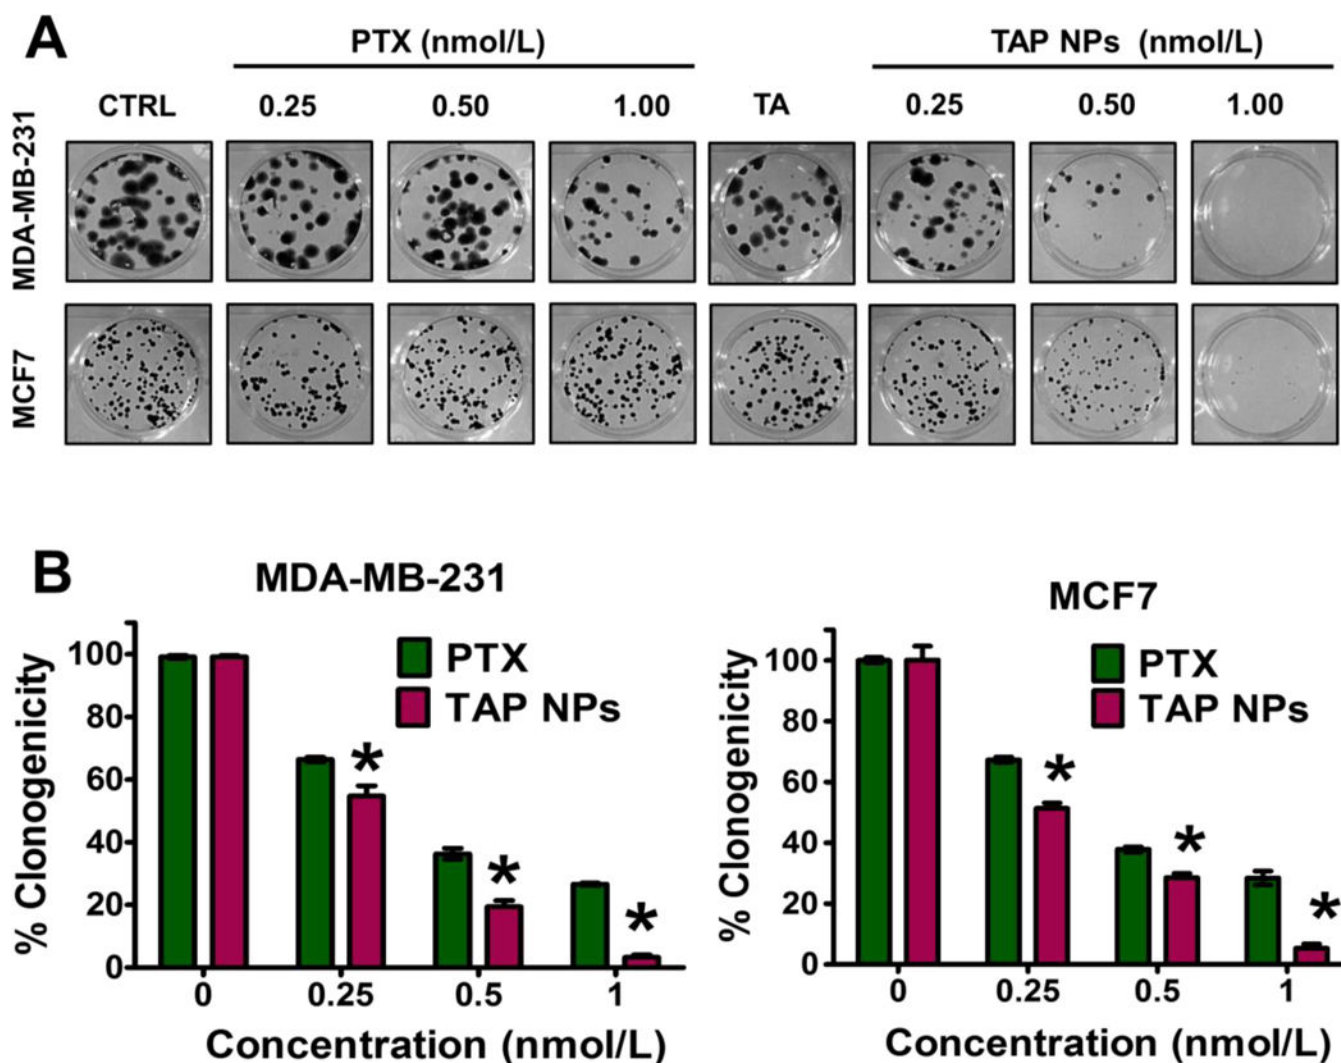 A
PTX (nmol/L) TAP NPs (nmol/L)
CTRL 0.25 0.50 1.00 TA 0.25 0.50 1.00
MDA-MB-231
MCF7
B
MDA-MB-231
% Clonogenicity
100
80
60
40
20
0
PTX
TAP NPs
*
*
*
0 0.25 0.5 1
Concentration (nmol/L)
MCF7
% Clonogenicity
100
80
60
40
20
0
PTX
TAP NPs
*
*
*
0 0.25 0.5 1
Concentration (nmol/L)